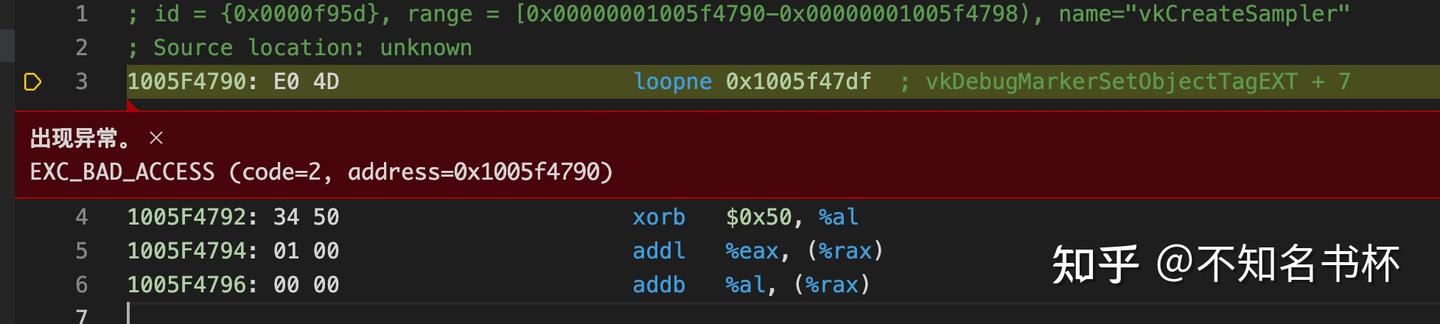 1 ; id = {0x0000f95d}, range = [0x00000001005f4790-0x00000001005f4798), name="vkCreateSampler"
2 ; Source location: unknown
3 1005F4790: E0 4D loopne 0x1005f47df ; vkDebugMarkerSetObjectTagEXT + 7
出现异常。 ×
EXC_BAD_ACCESS (code=2, address=0x1005f4790)
4 1005F4792: 34 50 xorb $0x50, %al
5 1005F4794: 01 00 addl %eax, (%rax)
6 1005F4796: 00 00 addb %al, (%rax)
7
知乎 @不知名书杯